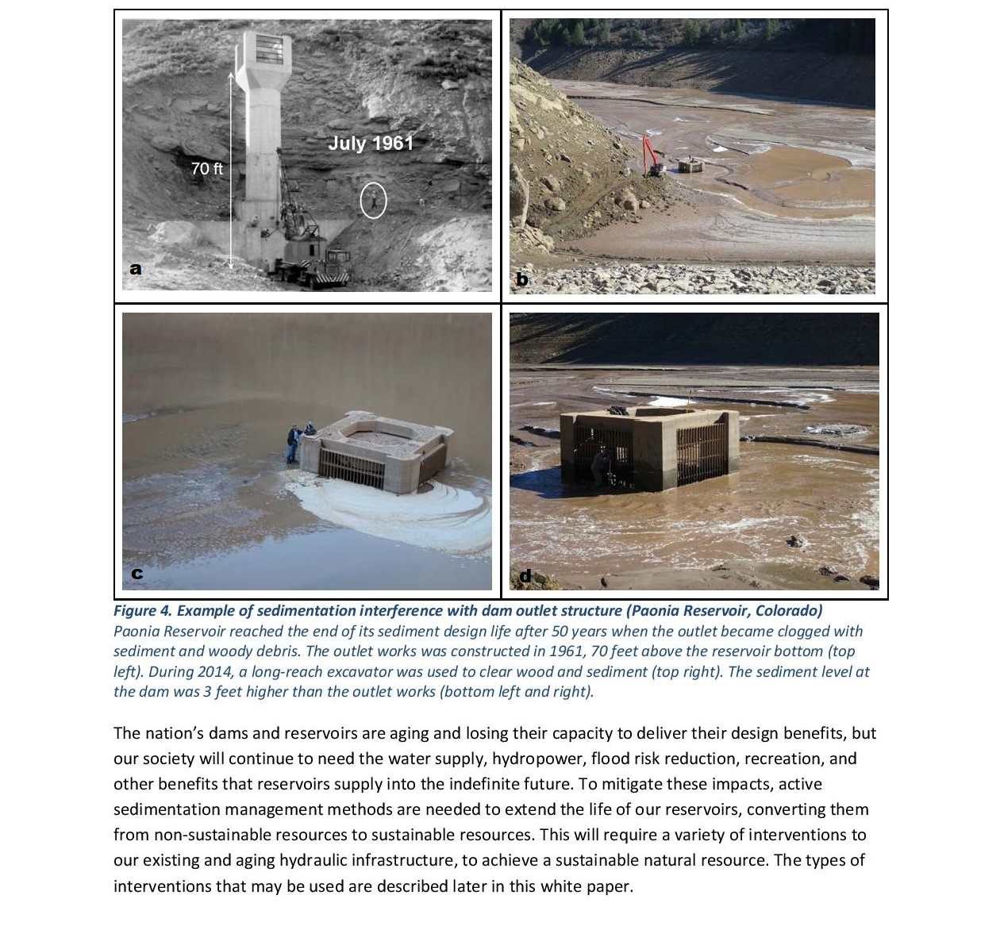 July 1961
70 ft
a
b
c
d
Figure 4. Example of sedimentation interference with dam outlet structure (Paonia Reservoir, Colorado)
Paonia Reservoir reached the end of its sediment design life after 50 years when the outlet became clogged with
sediment and woody debris. The outlet works was constructed in 1961, 70 feet above the reservoir bottom (top
left). During 2014, a long-reach excavator was used to clear wood and sediment (top right). The sediment level at
the dam was 3 feet higher than the outlet works (bottom left and right).
The nation’s dams and reservoirs are aging and losing their capacity to deliver their design benefits, but
our society will continue to need the water supply, hydropower, flood risk reduction, recreation, and
other benefits that reservoirs supply into the indefinite future. To mitigate these impacts, active
sedimentation management methods are needed to extend the life of our reservoirs, converting them
from non-sustainable resources to sustainable resources. This will require a variety of interventions to
our existing and aging hydraulic infrastructure, to achieve a sustainable natural resource. The types of
interventions that may be used are described later in this white paper.